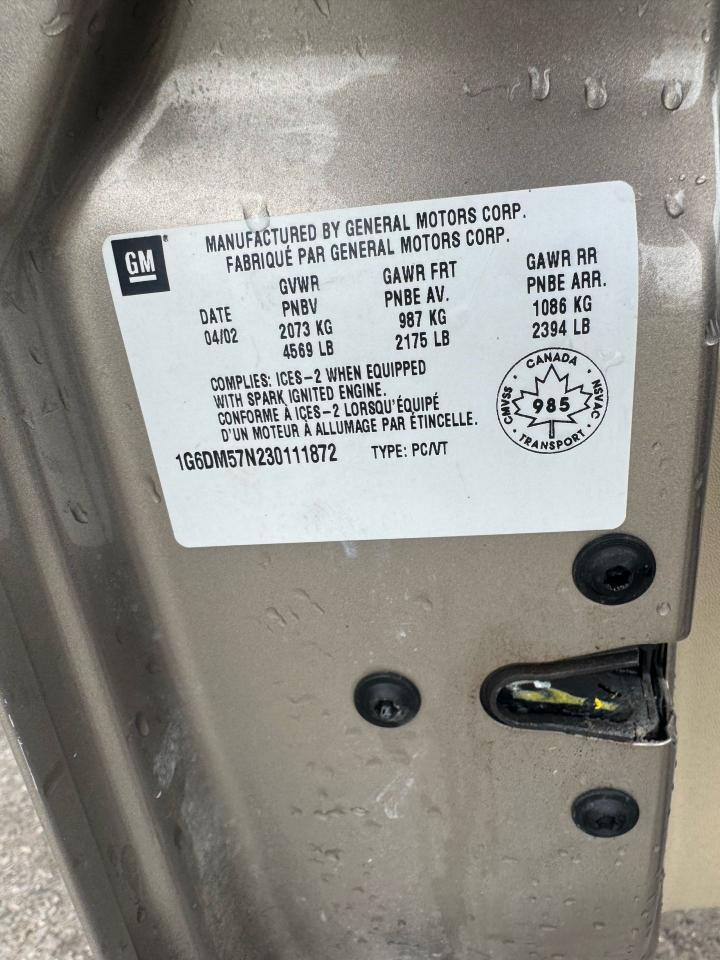 GM
MANUFACTURED BY GENERAL MOTORS CORP.
FABRIQUÉ PAR GENERAL MOTORS CORP.
GVWR GAWR FRT GAWR RR
DATE PNBV PNBE AV. PNBE ARR.
04/02 2073 KG 987 KG 1086 KG
4569 LB 2175 LB 2394 LB
COMPLIES: ICES-2 WHEN EQUIPPED
WITH SPARK IGNITED ENGINE.
CONFORME À ICES-2 LORSQU'ÉQUIPÉ
D'UN MOTEUR À ALLUMAGE PAR ÉTINCELLE.
CANADA
CMVSS 985 NSVAC
TRANSPORT
1G6DM57N230111872 TYPE: PC/VT